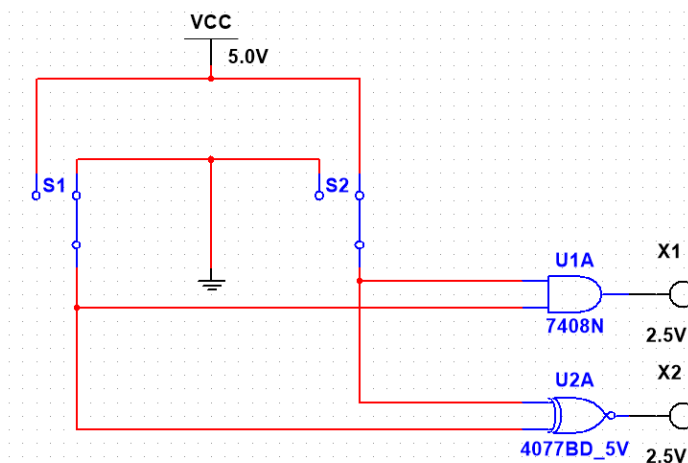 VCC
5.0V
S1
S2
U1A
X1
7408N
2.5V
U2A
X2
4077BD_5V
2.5V